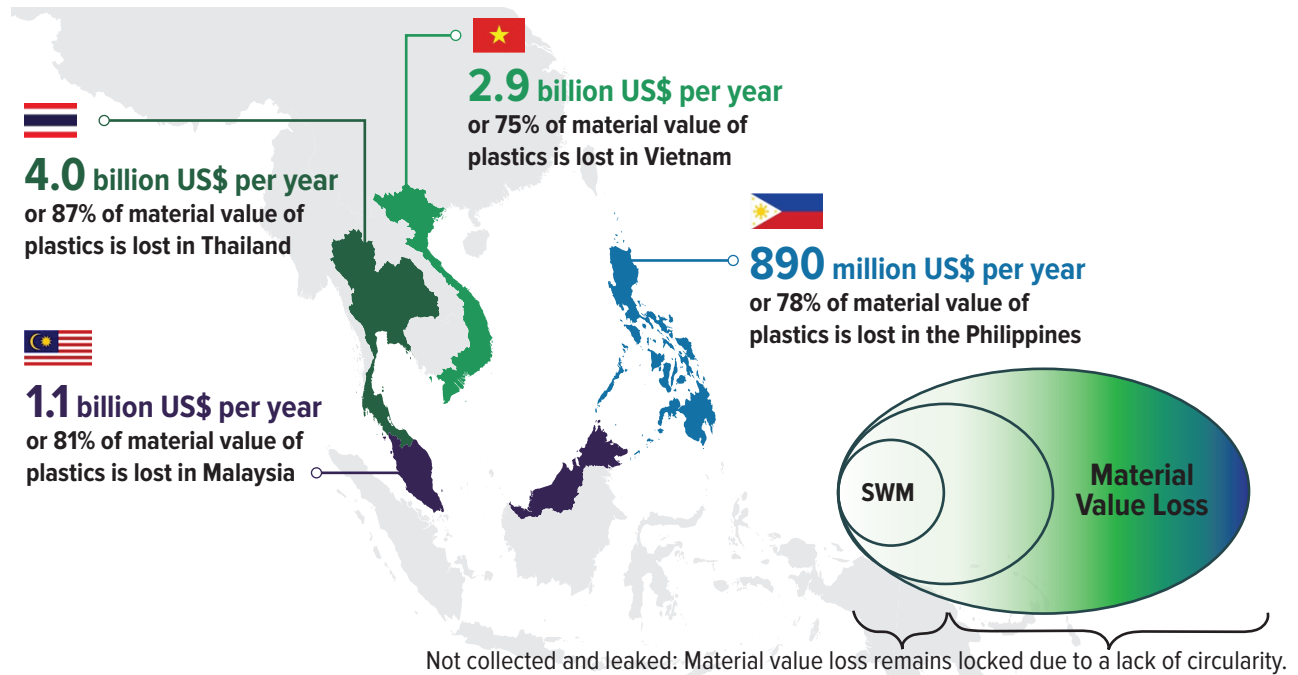 2.9 billion US$ per year
or 75% of material value of
plastics is lost in Vietnam
4.0 billion US$ per year
or 87% of material value of
plastics is lost in Thailand
890 million US$ per year
or 78% of material value of
plastics is lost in the Philippines
1.1 billion US$ per year
or 81% of material value of
plastics is lost in Malaysia
SWM
Material
Value Loss
Not collected and leaked: Material value loss remains locked due to a lack of circularity.